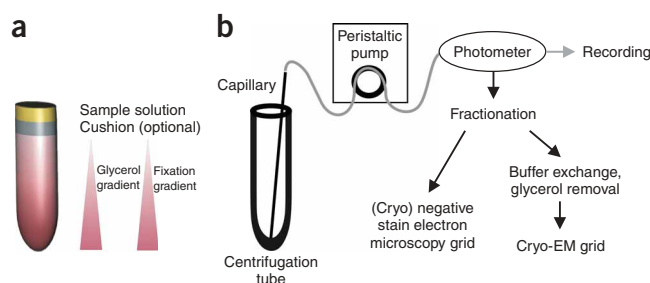 a
Sample solution
Cushion (optional)
Glycerol
gradient
Fixation
gradient
b
Capillary
Peristaltic
pump
Photometer
Recording
Fractionation
(Cryo) negative
stain electron
microscopy grid
Buffer exchange,
glycerol removal
Cryo-EM grid
Centrifugation
tube